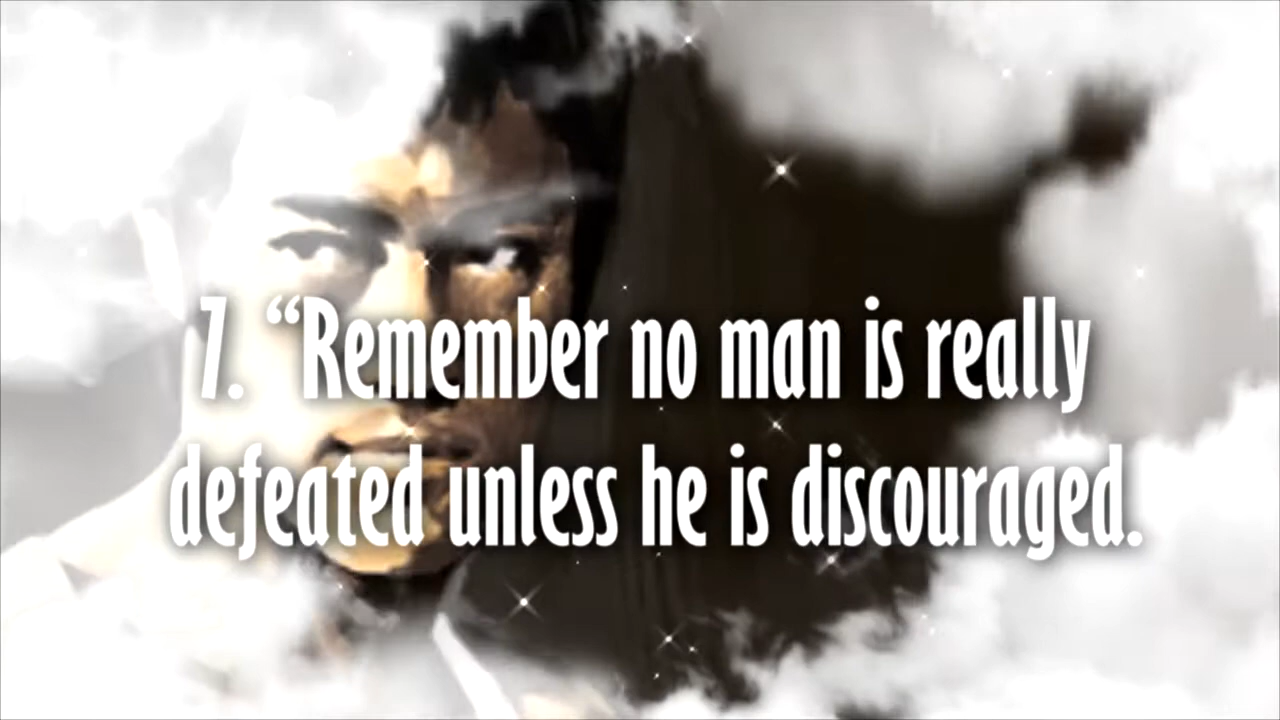 7. “Remember no man is really
defeated unless he is discouraged.